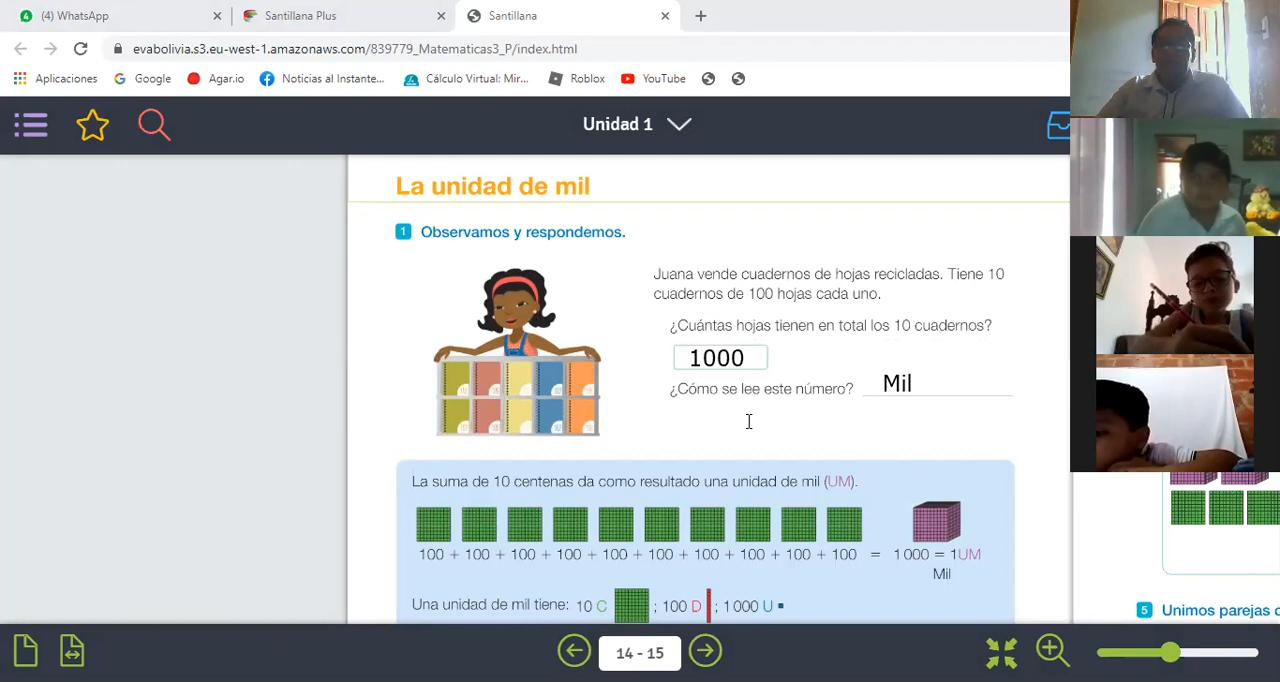 (4) WhatsApp
Santillana Plus
Santillana
evabolivia.s3.eu-west-1.amazonaws.com/839779_Matematicas3_P/index.html
Aplicaciones Google Agar.io Noticias al Instante... Cálculo Virtual: Mir... Roblox YouTube
Unidad 1
La unidad de mil
1 Observamos y respondemos.
Juana vende cuadernos de hojas recicladas. Tiene 10
cuadernos de 100 hojas cada uno.
¿Cuántas hojas tienen en total los 10 cuadernos?
1000
¿Cómo se lee este número? Mil
La suma de 10 centenas da como resultado una unidad de mil (UM).
100 + 100 + 100 + 100 + 100 + 100 + 100 + 100 + 100 + 100 = 1 000 = 1UM
Mil
Una unidad de mil tiene: 10 C ; 100 D ; 1 000 U
5 Unimos parejas
14 - 15